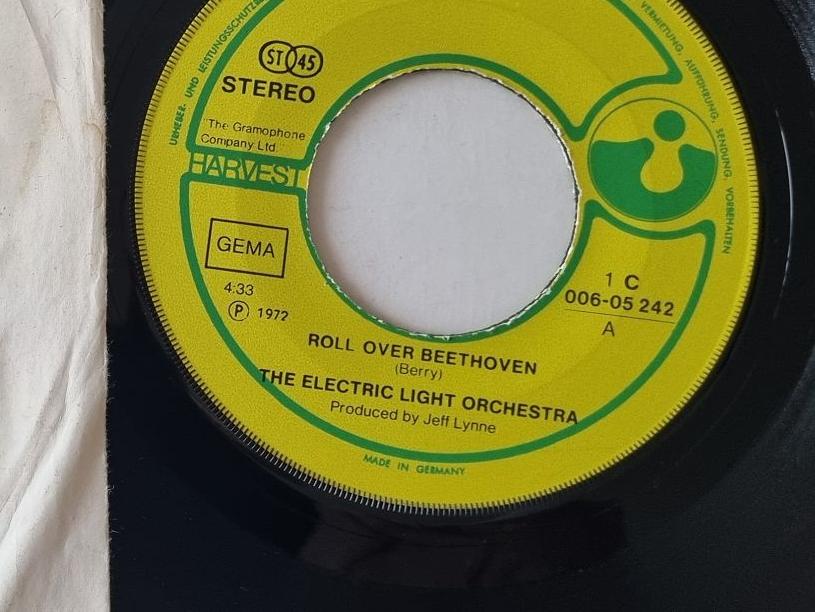 URHEBER- UND LEISTUNGSSCHUTZ
VERMIETUNG, AUFFÜHRUNG, SENDUNG VORBEHALTEN
ST 45
STEREO
"The Gramophone
Company Ltd."
HARVEST
GEMA
4:33
P 1972
1 C
006-05 242
A
ROLL OVER BEETHOVEN
(Berry)
THE ELECTRIC LIGHT ORCHESTRA
Produced by Jeff Lynne
MADE IN GERMANY